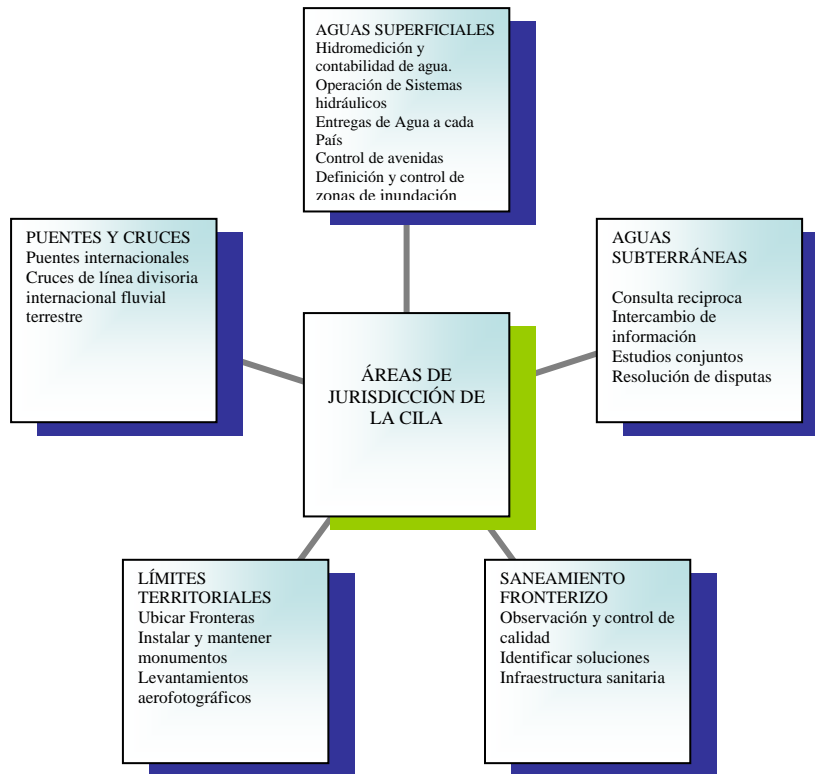 AGUAS SUPERFICIALES
Hidromedición y
contabilidad de agua.
Operación de Sistemas
hidráulicos
Entregas de Agua a cada
País
Control de avenidas
Definición y control de
zonas de inundación
PUENTES Y CRUCES
Puentes internacionales
Cruces de línea divisoria
internacional fluvial
terrestre
AGUAS
SUBTERRÁNEAS
Consulta reciproca
Intercambio de
información
Estudios conjuntos
Resolución de disputas
ÁREAS DE
JURISDICCIÓN DE
LA CILA
LÍMITES
TERRITORIALES
Ubicar Fronteras
Instalar y mantener
monumentos
Levantamientos
aerofotográficos
SANEAMIENTO
FRONTERIZO
Observación y control de
calidad
Identificar soluciones
Infraestructura sanitaria